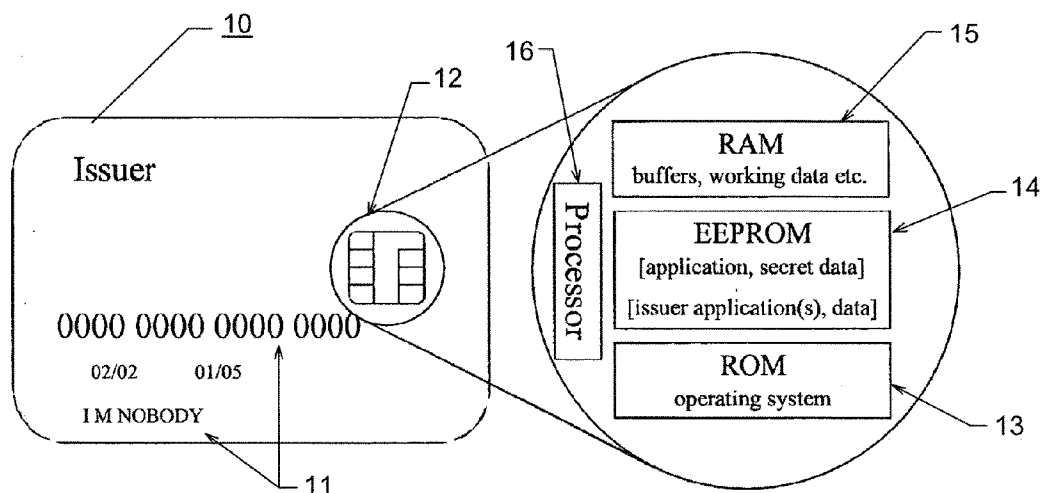 10
12
16
15
Issuer
RAM
buffers, working data etc.
14
Processor
EEPROM
[application, secret data]
[issuer application(s), data]
0000 0000 0000 0000
02/02 01/05
ROM
operating system
I M NOBODY
13
11